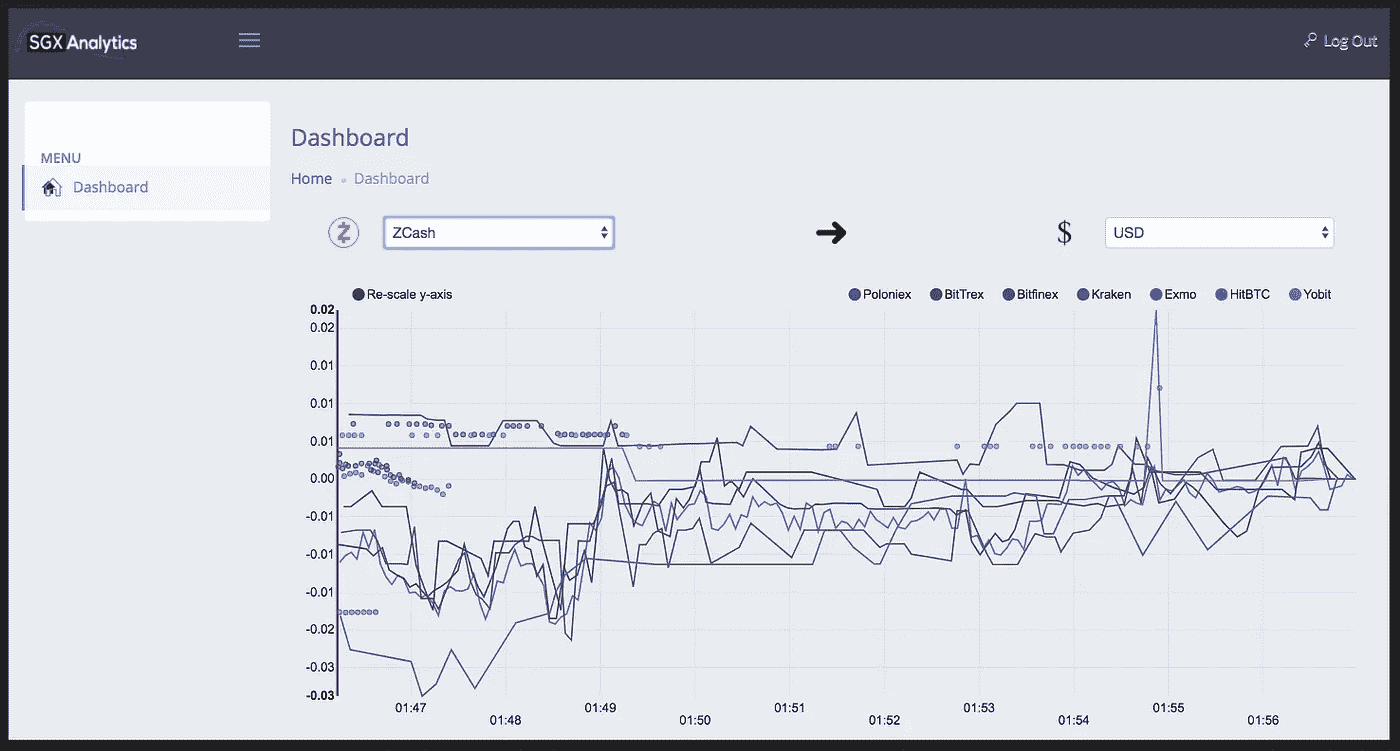 SGX Analytics
Log Out
MENU
Dashboard
Dashboard
Home Dashboard
ZCash
$
USD
Re-scale y-axis
Poloniex BitTrex Bitfinex Kraken Exmo HitBTC Yobit
0.02
0.02
0.01
0.01
0.01
0.00
-0.01
-0.01
-0.01
-0.02
-0.03
-0.03
01:47 01:48 01:49 01:50 01:51 01:52 01:53 01:54 01:55 01:56